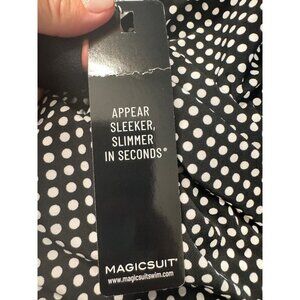 APPEAR
SLEEKER,
SLIMMER
IN SECONDS®
MAGICSUIT®
www.magicsuitswim.com